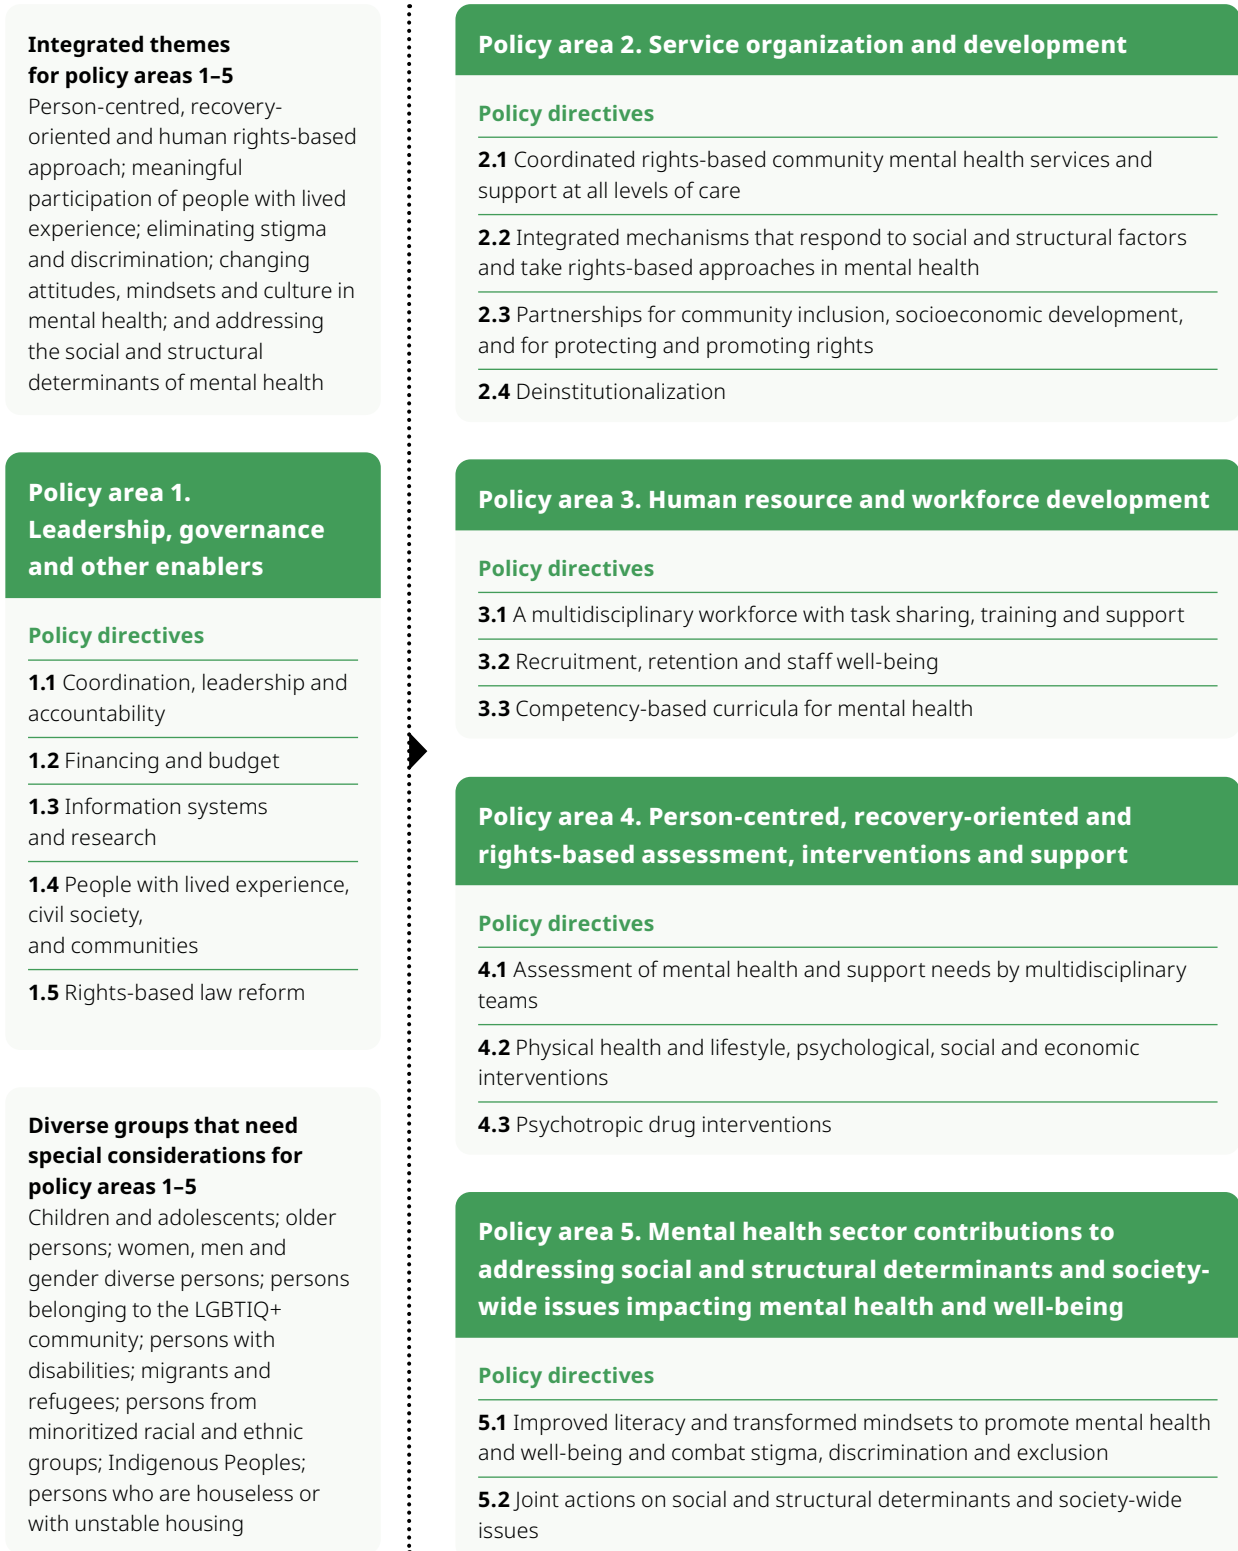 Integrated themes
for policy areas 1–5
Person-centred, recovery-
oriented and human rights-based
approach; meaningful
participation of people with lived
experience; eliminating stigma
and discrimination; changing
attitudes, mindsets and culture in
mental health; and addressing
the social and structural
determinants of mental health
Policy area 1.
Leadership, governance
and other enablers
Policy directives
1.1 Coordination, leadership and
accountability
1.2 Financing and budget
1.3 Information systems
and research
1.4 People with lived experience,
civil society,
and communities
1.5 Rights-based law reform
Diverse groups that need
special considerations for
policy areas 1–5
Children and adolescents; older
persons; women, men and
gender diverse persons; persons
belonging to the LGBTIQ+
community; persons with
disabilities; migrants and
refugees; persons from
minoritized racial and ethnic
groups; Indigenous Peoples;
persons who are houseless or
with unstable housing
Policy area 2. Service organization and development
Policy directives
2.1 Coordinated rights-based community mental health services and
support at all levels of care
2.2 Integrated mechanisms that respond to social and structural factors
and take rights-based approaches in mental health
2.3 Partnerships for community inclusion, socioeconomic development,
and for protecting and promoting rights
2.4 Deinstitutionalization
Policy area 3. Human resource and workforce development
Policy directives
3.1 A multidisciplinary workforce with task sharing, training and support
3.2 Recruitment, retention and staff well-being
3.3 Competency-based curricula for mental health
Policy area 4. Person-centred, recovery-oriented and
rights-based assessment, interventions and support
Policy directives
4.1 Assessment of mental health and support needs by multidisciplinary
teams
4.2 Physical health and lifestyle, psychological, social and economic
interventions
4.3 Psychotropic drug interventions
Policy area 5. Mental health sector contributions to
addressing social and structural determinants and society-
wide issues impacting mental health and well-being
Policy directives
5.1 Improved literacy and transformed mindsets to promote mental health
and well-being and combat stigma, discrimination and exclusion
5.2 Joint actions on social and structural determinants and society-wide
issues